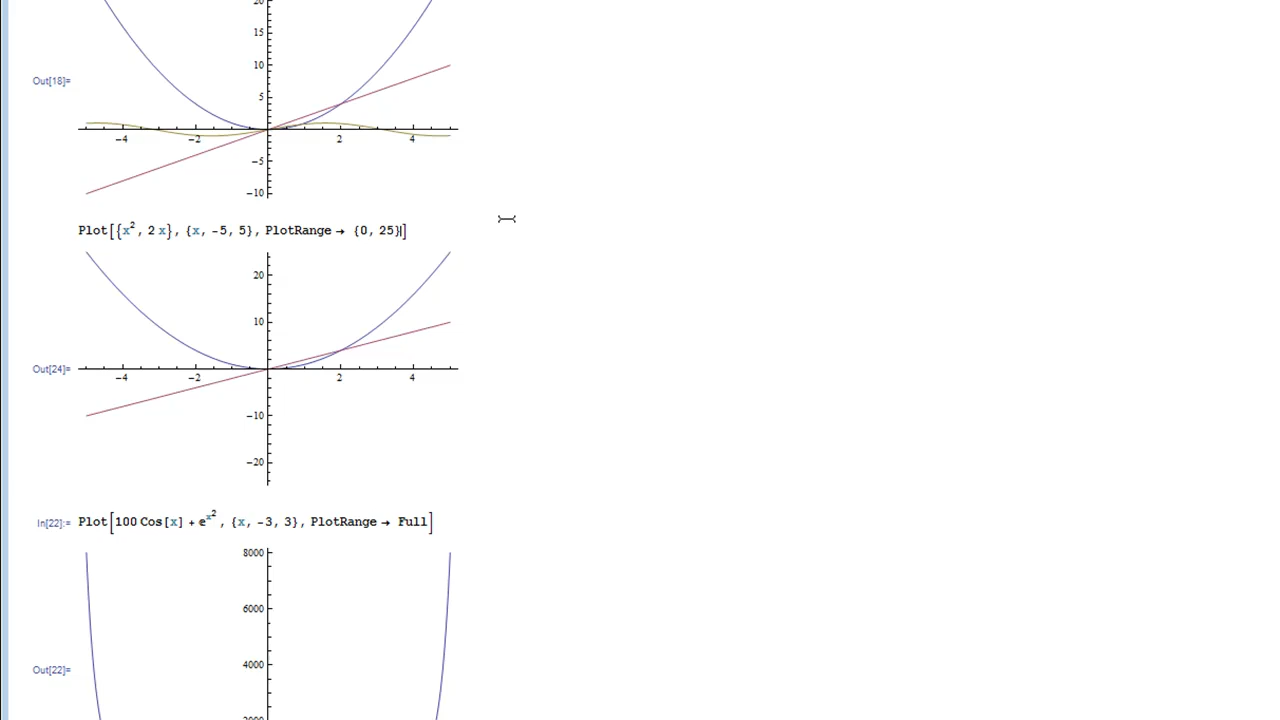 20
15
10
Out[18]=
5
-4 -2 2 4
-5
-10
Plot[{x², 2 x}, {x, -5, 5}, PlotRange → {0, 25}]
20
10
Out[24]=
-4 -2 2 4
-10
-20
In[22]:= Plot[100 Cos[x] + ⅇ^x², {x, -3, 3}, PlotRange → Full]
8000
6000
4000
Out[22]=
2000